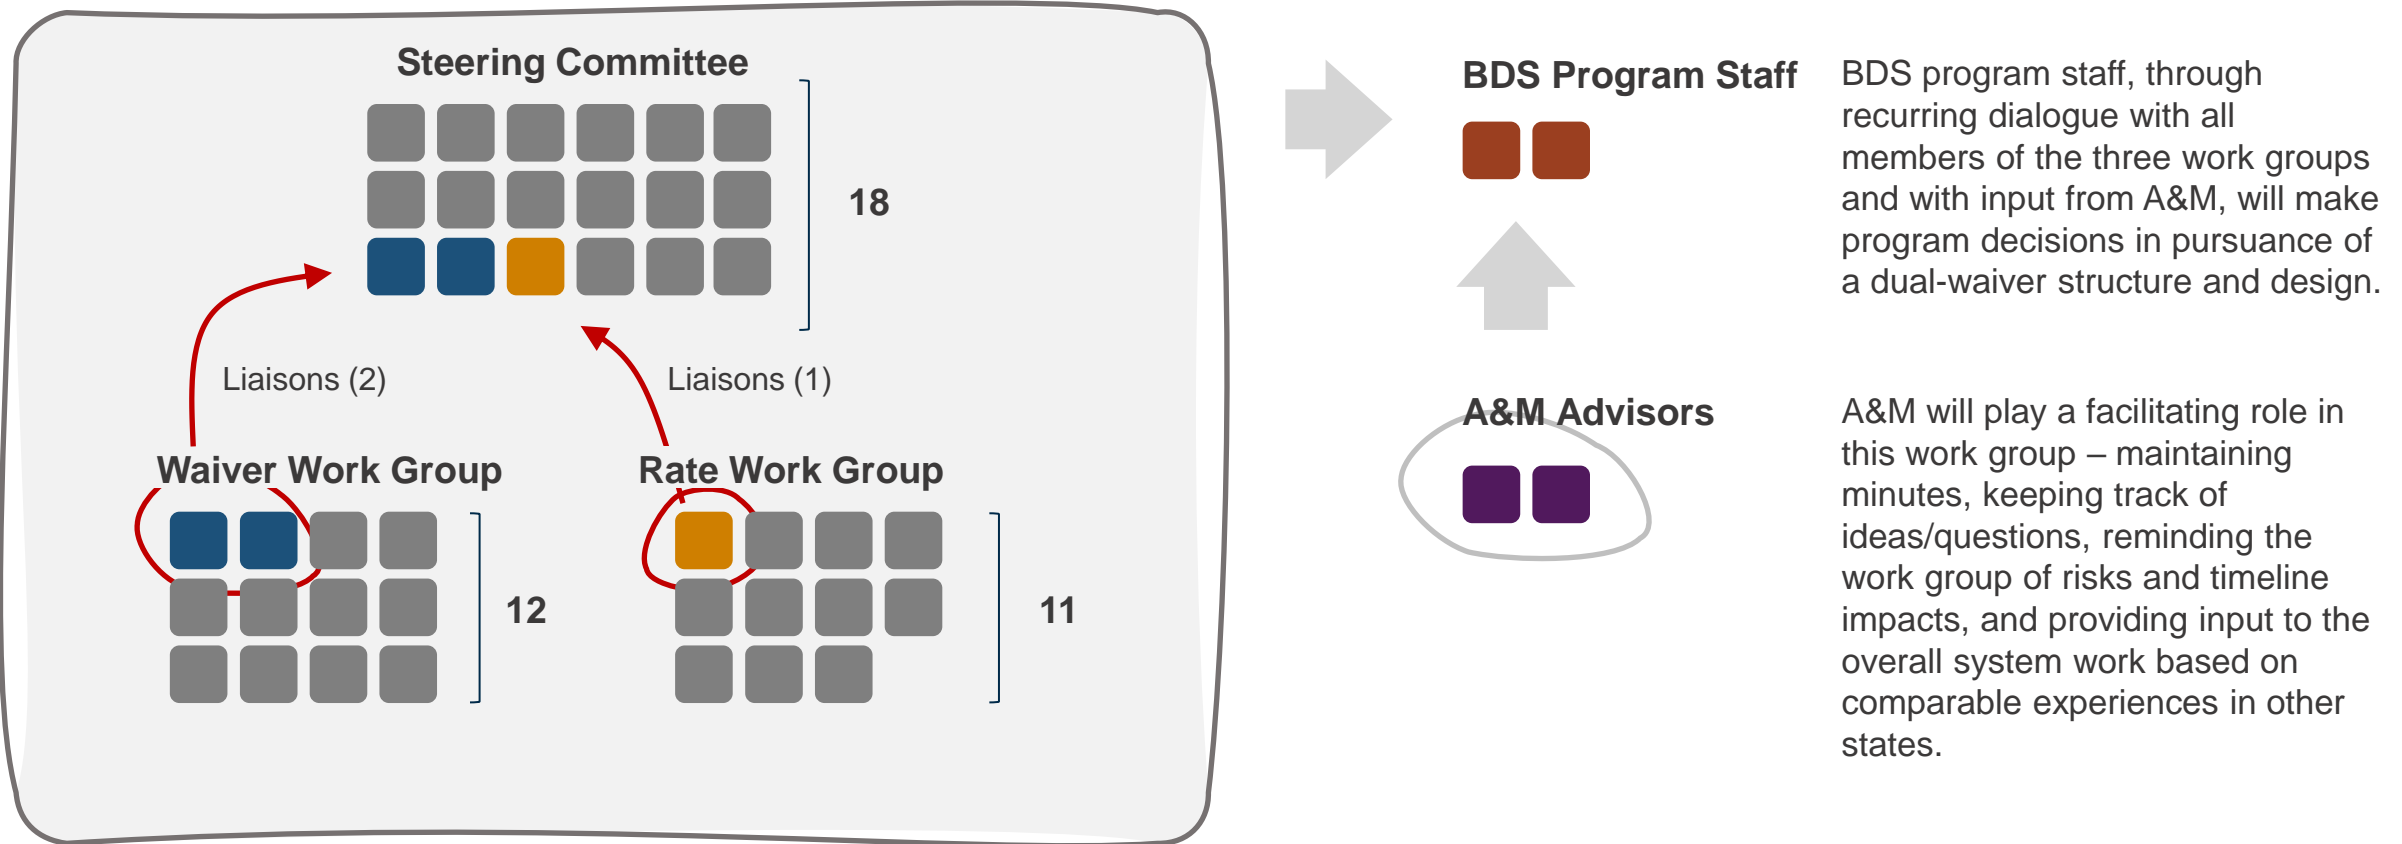 Steering Committee
18
Liaisons (2)
Liaisons (1)
Waiver Work Group
12
Rate Work Group
11
BDS Program Staff
BDS program staff, through
recurring dialogue with all
members of the three work groups
and with input from A&M, will make
program decisions in pursuance of
a dual-waiver structure and design.
A&M Advisors
A&M will play a facilitating role in
this work group – maintaining
minutes, keeping track of
ideas/questions, reminding the
work group of risks and timeline
impacts, and providing input to the
overall system work based on
comparable experiences in other
states.